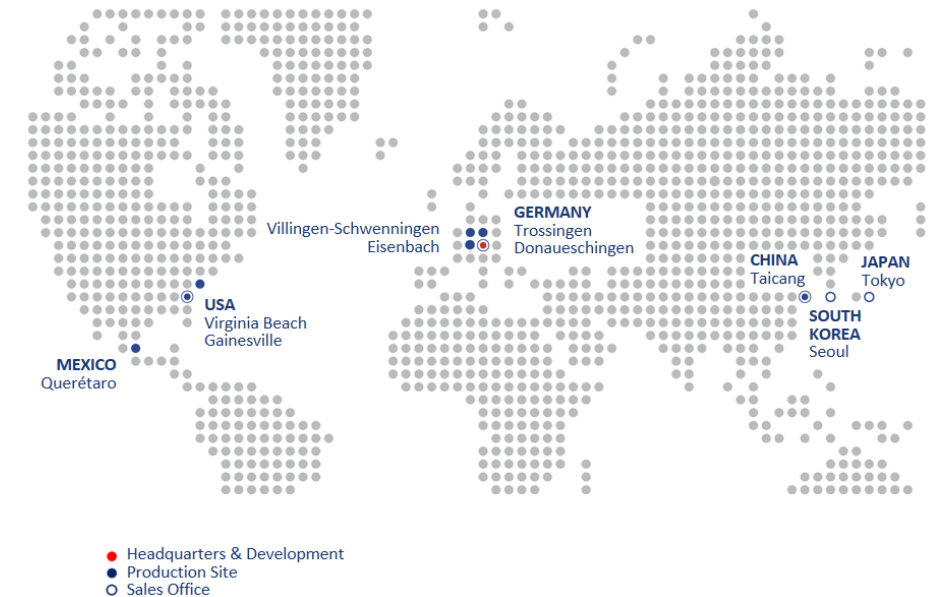 Villingen-Schwenningen
Eisenbach
GERMANY
Trossingen
Donaueschingen
CHINA
Taicang
JAPAN
Tokyo
SOUTH
KOREA
Seoul
USA
Virginia Beach
Gainesville
MEXICO
Querétaro
Headquarters & Development
Production Site
Sales Office